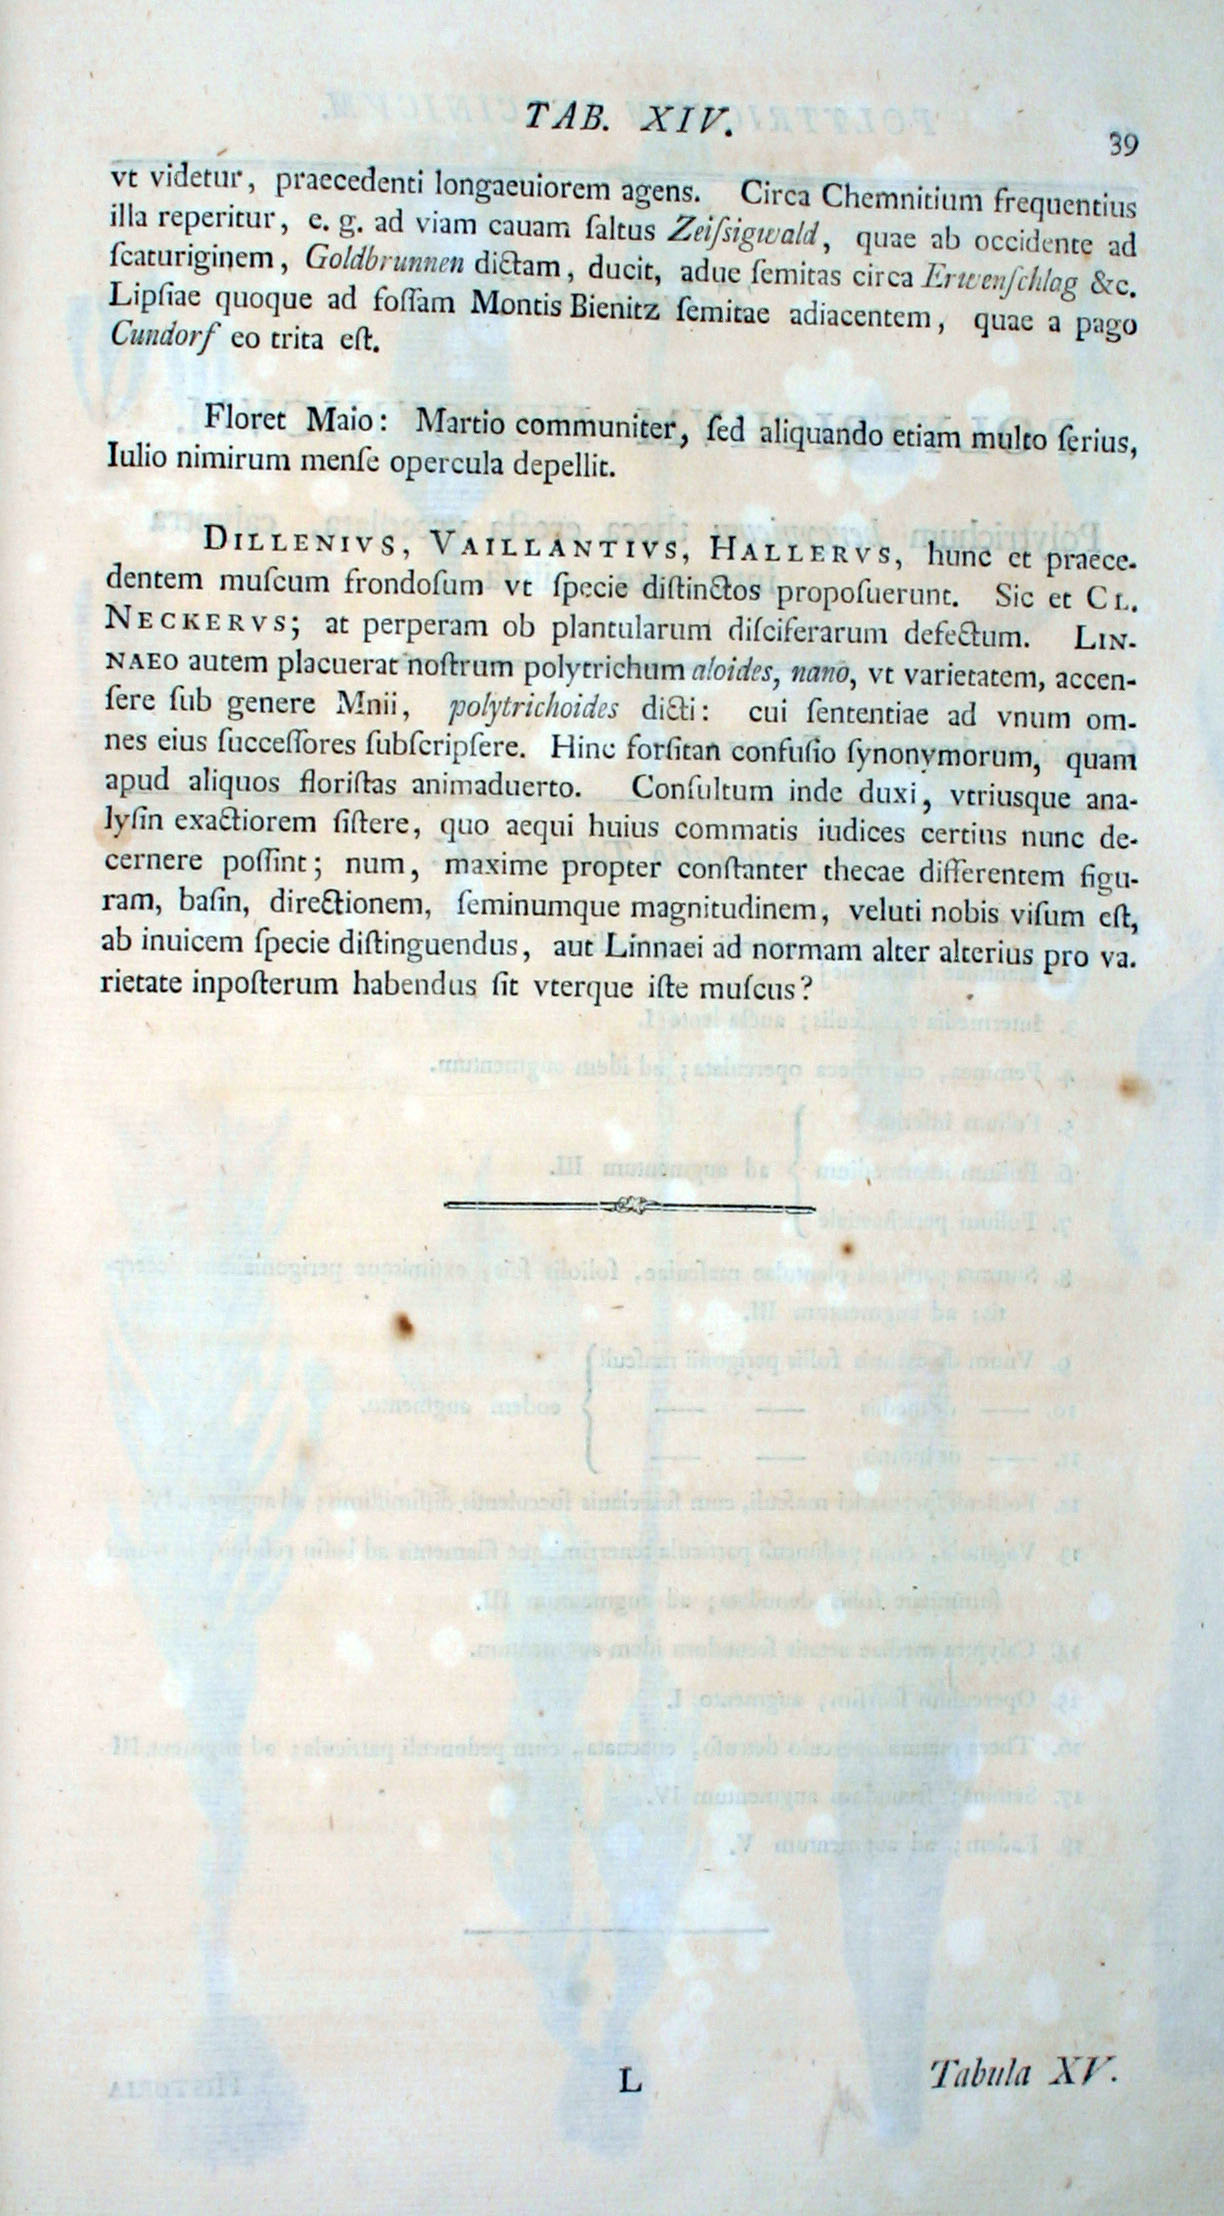 TAB. XIV.
39
vt videtur, praecedenti longaeuiorem agens. Circa Chemnitium frequentius
illa reperitur, e. g. ad viam cauam ſaltus Zeiſsigwald, quae ab occidente ad
ſcaturiginem, Goldbrunnen dictam, ducit, adue ſemitas circa Erwenſchlag &c.
Lipſiae quoque ad foſſam Montis Bienitz ſemitae adiacentem, quae a pago
Cundorf eo trita eſt.
Floret Maio: Martio communiter, ſed aliquando etiam multo ſerius,
Iulio nimirum menſe opercula depellit.
DILLENIVS, VAILLANTIVS, HALLERVS, hunc et praece-
dentem muſcum frondoſum vt ſpecie diſtinctos propoſuerunt. Sic et CL.
NECKERVS; at perperam ob plantularum diſciferarum defectum. LIN-
NAEO autem placuerat noſtrum polytrichum aloides, nano, vt varietatem, accen-
ſere ſub genere Mnii, polytrichoides dicti: cui ſententiae ad vnum om-
nes eius ſucceſſores ſubſcripſere. Hinc forſitan confuſio ſynonymorum, quam
apud aliquos floriſtas animaduerto. Conſultum inde duxi, vtriusque ana-
lyſin exactiorem ſiſtere, quo aequi huius commatis iudices certius nunc de-
cernere poſſint; num, maxime propter conſtanter thecae differentem figu-
ram, baſin, directionem, ſeminumque magnitudinem, veluti nobis viſum eſt,
ab inuicem ſpecie diſtinguendus, aut Linnaei ad normam alter alterius pro va-
rietate inpoſterum habendus ſit vterque iſte muſcus?
L
Tabula XV.